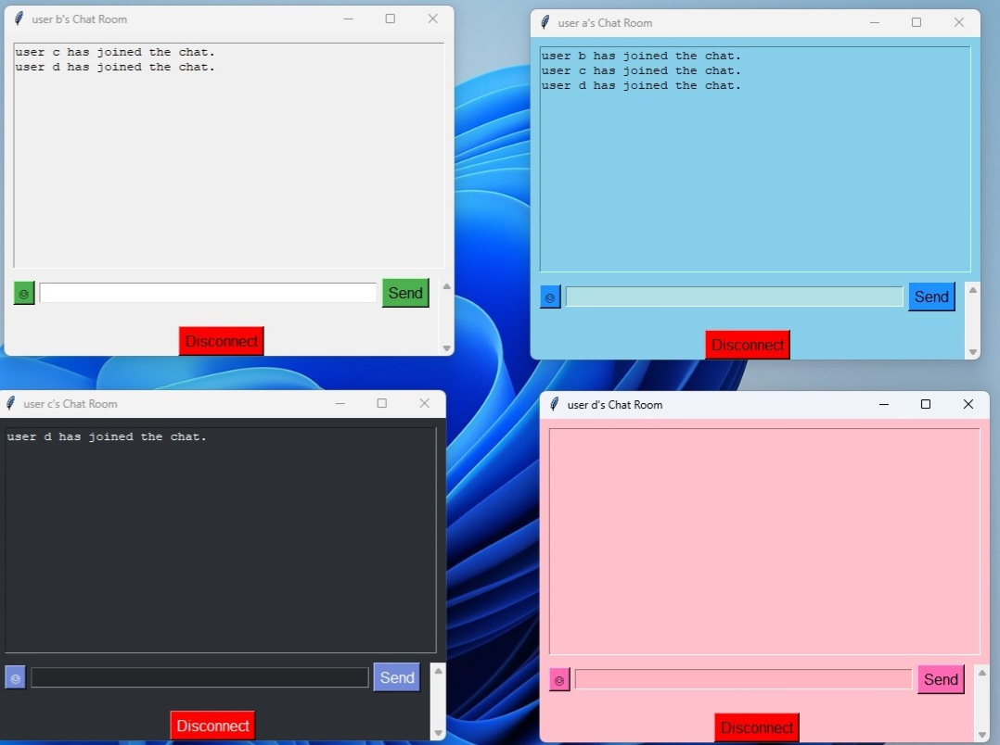 user b's Chat Room
user c has joined the chat.
user d has joined the chat.
Send
Disconnect
user a's Chat Room
user b has joined the chat.
user c has joined the chat.
user d has joined the chat.
Send
Disconnect
user c's Chat Room
user d has joined the chat.
Send
Disconnect
user d's Chat Room
Send
Disconnect